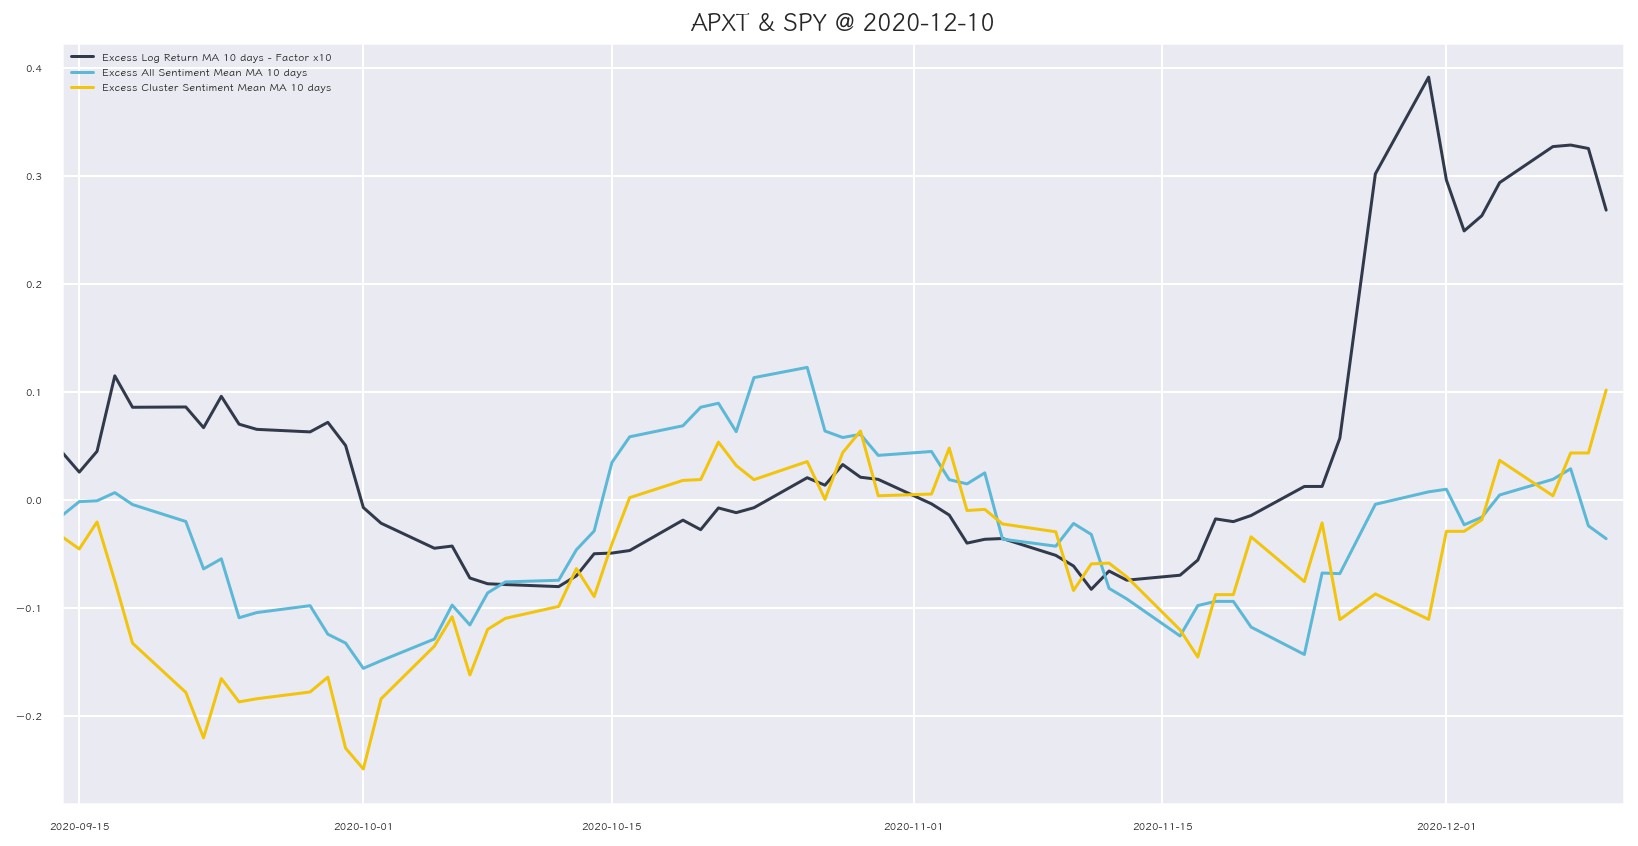 APXT & SPY @ 2020-12-10
Excess Log Return MA 10 days - Factor x10
Excess All Sentiment Mean MA 10 days
Excess Cluster Sentiment Mean MA 10 days
0.4
0.3
0.2
0.1
0.0
−0.1
−0.2
2020-09-15 2020-10-01 2020-10-15 2020-11-01 2020-11-15 2020-12-01